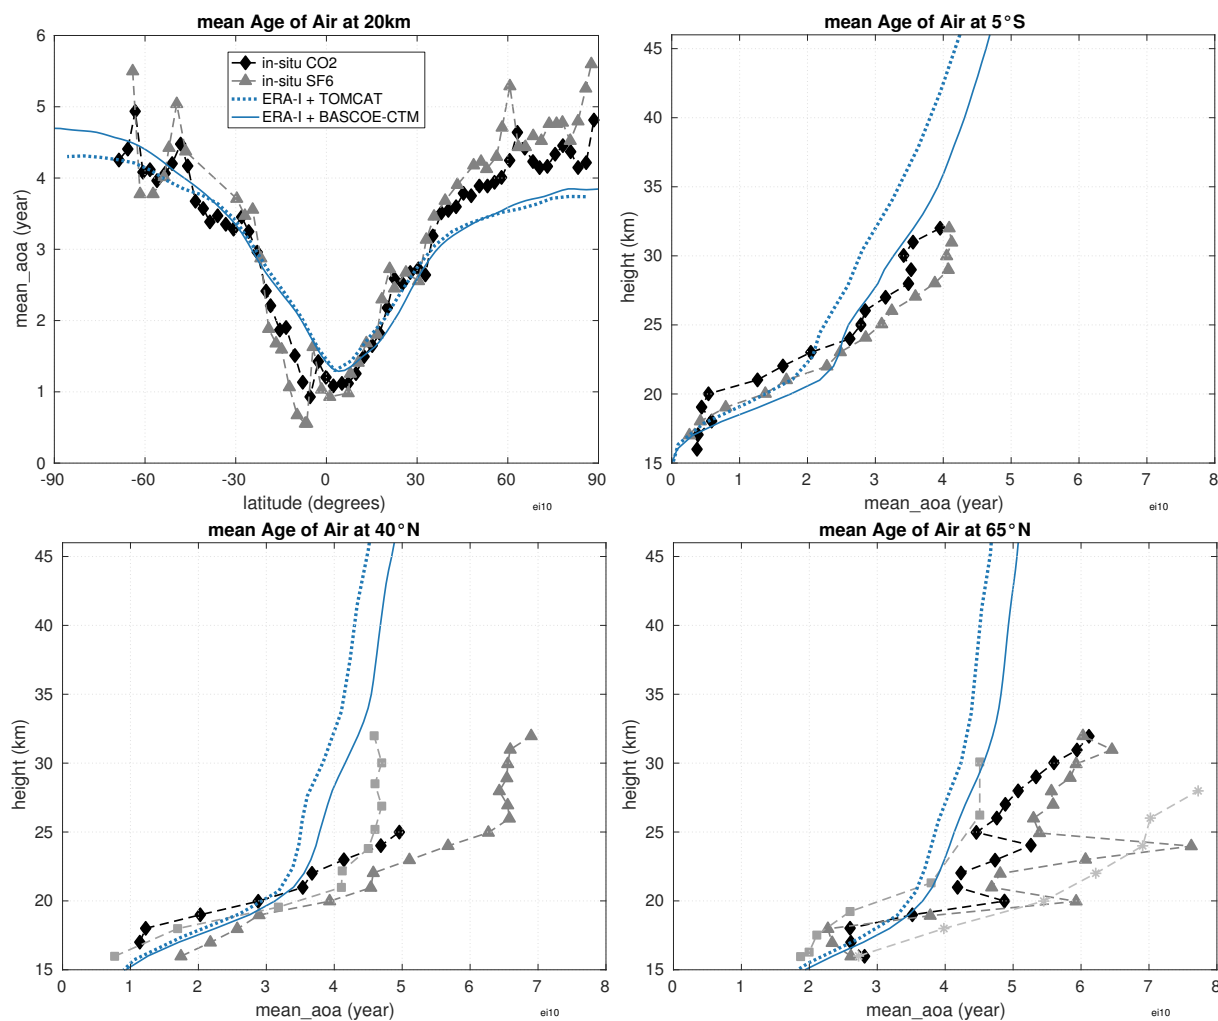 mean Age of Air at 20km
6
5
4
3
2
1
0
mean_aoa (year)
in-situ CO2
in-situ SF6
ERA-I + TOMCAT
ERA-I + BASCOE-CTM
-90 -60 -30 0 30 60 90
latitude (degrees)
ei10
mean Age of Air at 5°S
45
40
35
30
25
20
15
height (km)
0 1 2 3 4 5 6 7 8
mean_aoa (year)
ei10
mean Age of Air at 40°N
45
40
35
30
25
20
15
height (km)
0 1 2 3 4 5 6 7 8
mean_aoa (year)
ei10
mean Age of Air at 65°N
45
40
35
30
25
20
15
height (km)
0 1 2 3 4 5 6 7 8
mean_aoa (year)
ei10